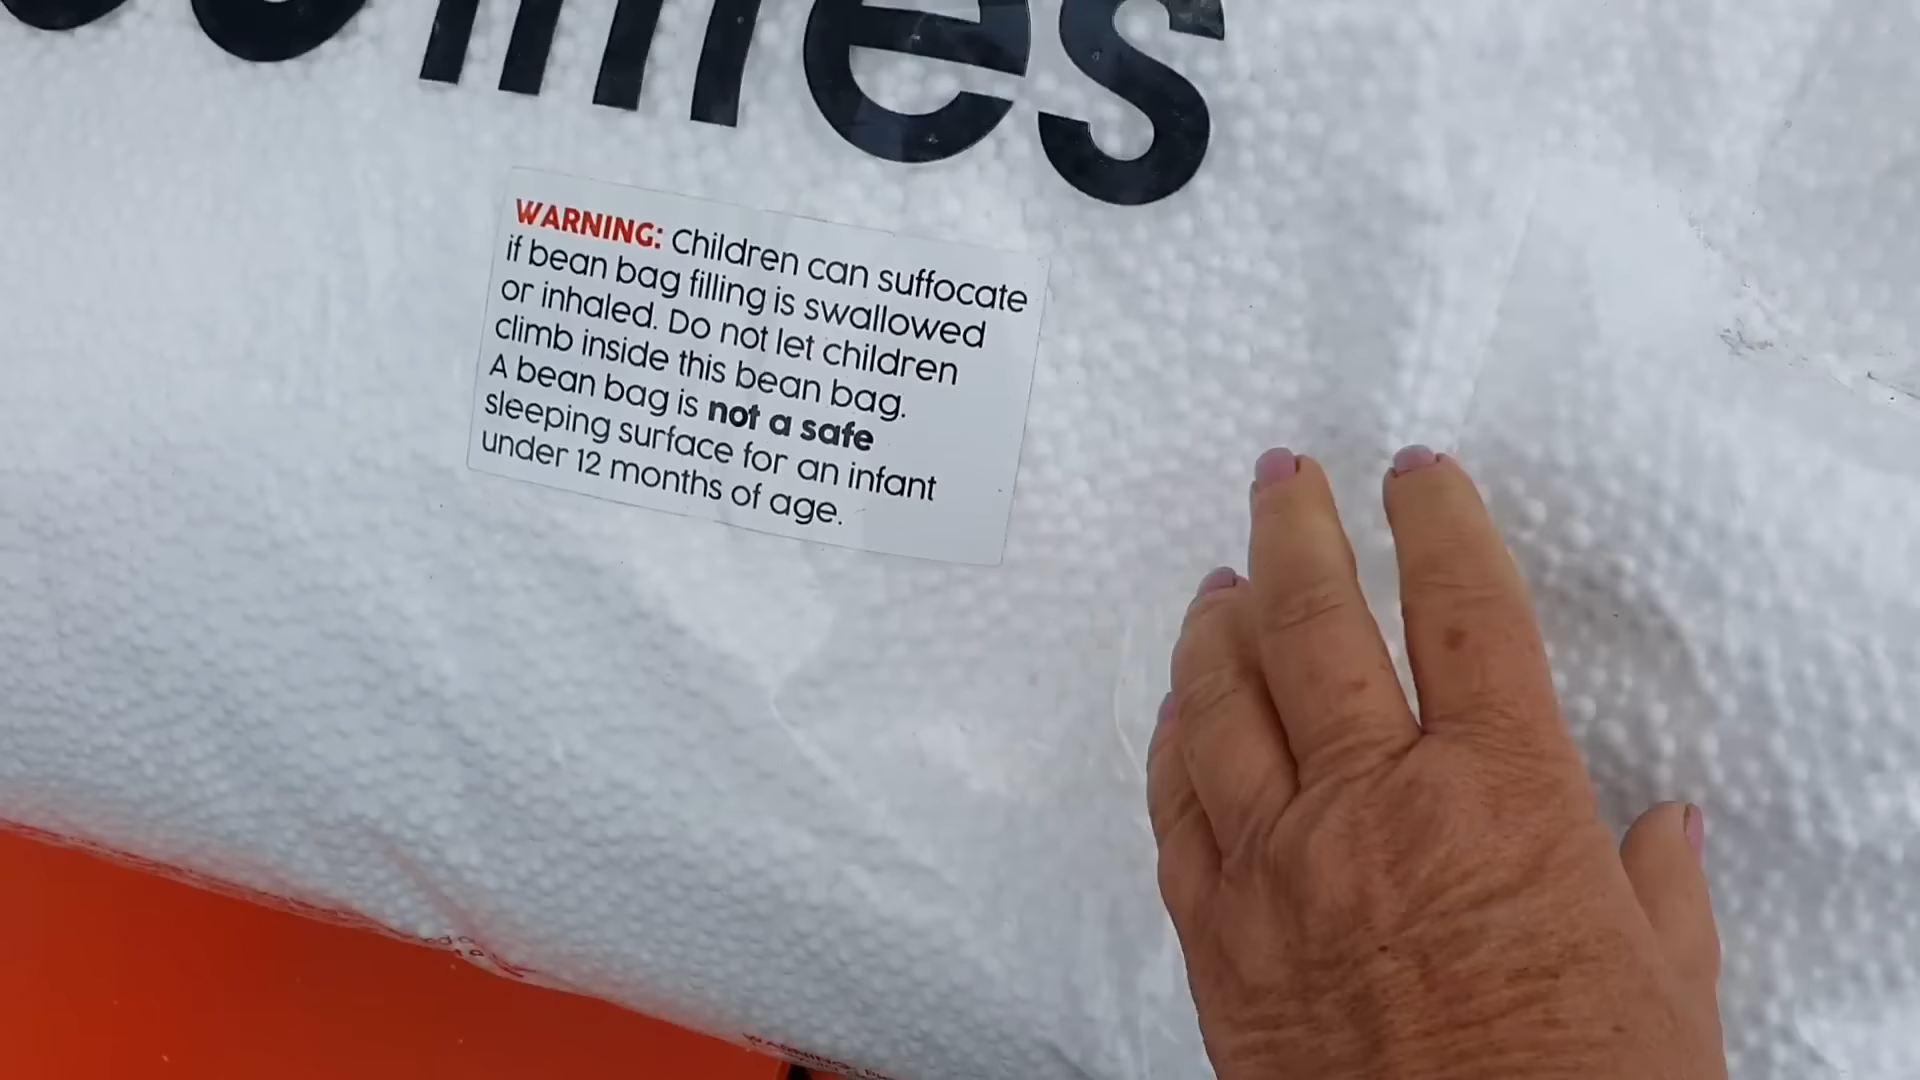 WARNING: Children can suffocate
if bean bag filling is swallowed
or inhaled. Do not let children
climb inside this bean bag.
A bean bag is not a safe
sleeping surface for an infant
under 12 months of age.
WARNING: